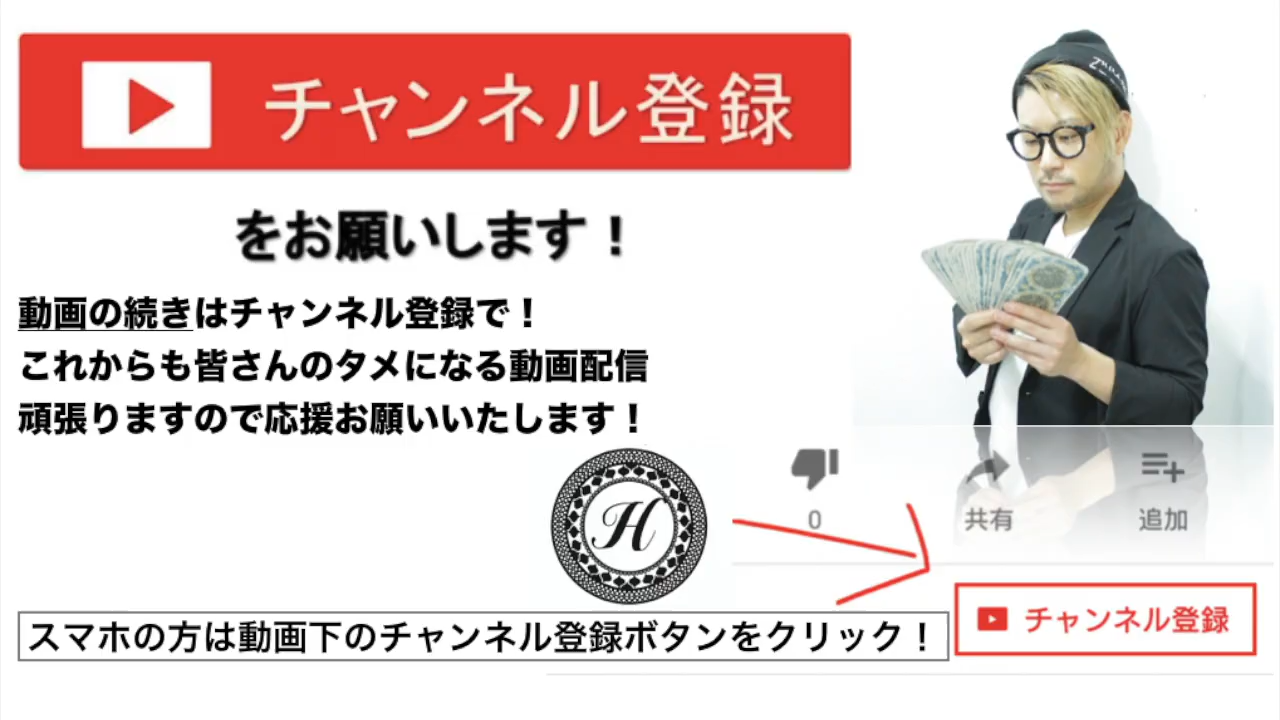 チャンネル登録
をお願いします！
動画の続きはチャンネル登録で！
これからも皆さんのタメになる動画配信
頑張りますので応援お願いいたします！
H
0
共有
追加
チャンネル登録
スマホの方は動画下のチャンネル登録ボタンをクリック！